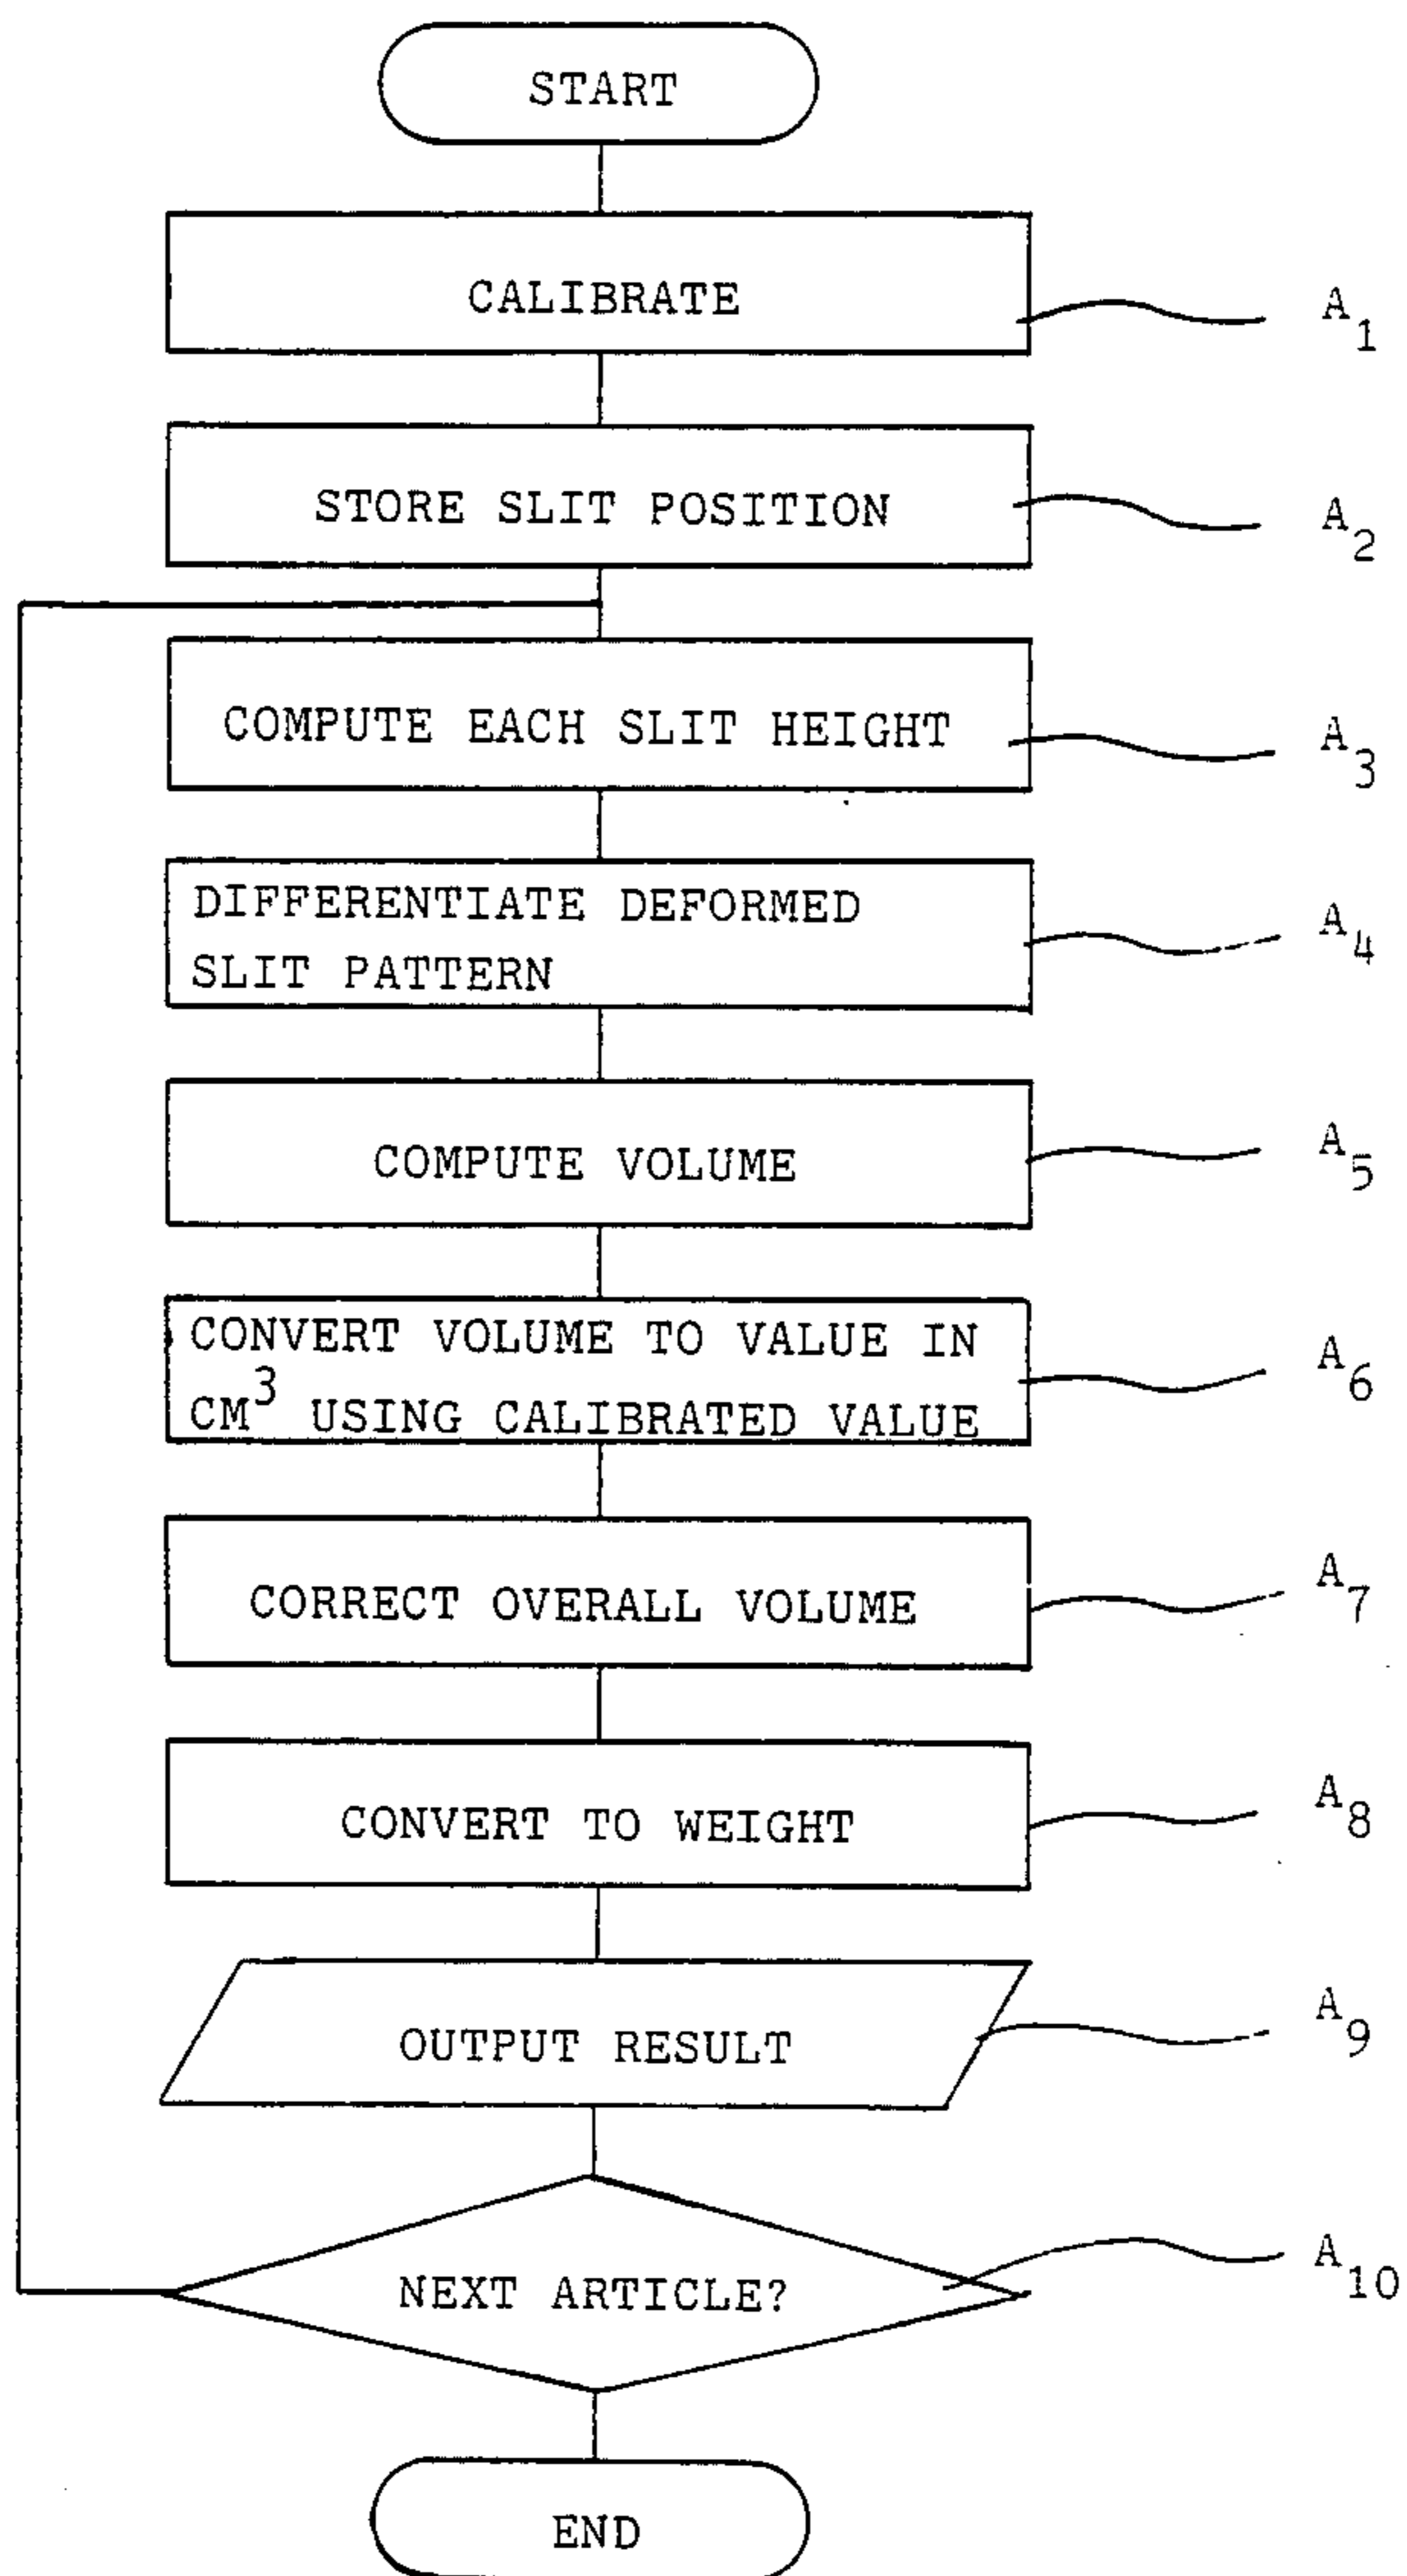 START
CALIBRATE
A1
STORE SLIT POSITION
A2
COMPUTE EACH SLIT HEIGHT
A3
DIFFERENTIATE DEFORMED
SLIT PATTERN
A4
COMPUTE VOLUME
A5
CONVERT VOLUME TO VALUE IN
CM³ USING CALIBRATED VALUE
A6
CORRECT OVERALL VOLUME
A7
CONVERT TO WEIGHT
A8
OUTPUT RESULT
A9
NEXT ARTICLE?
A10
END